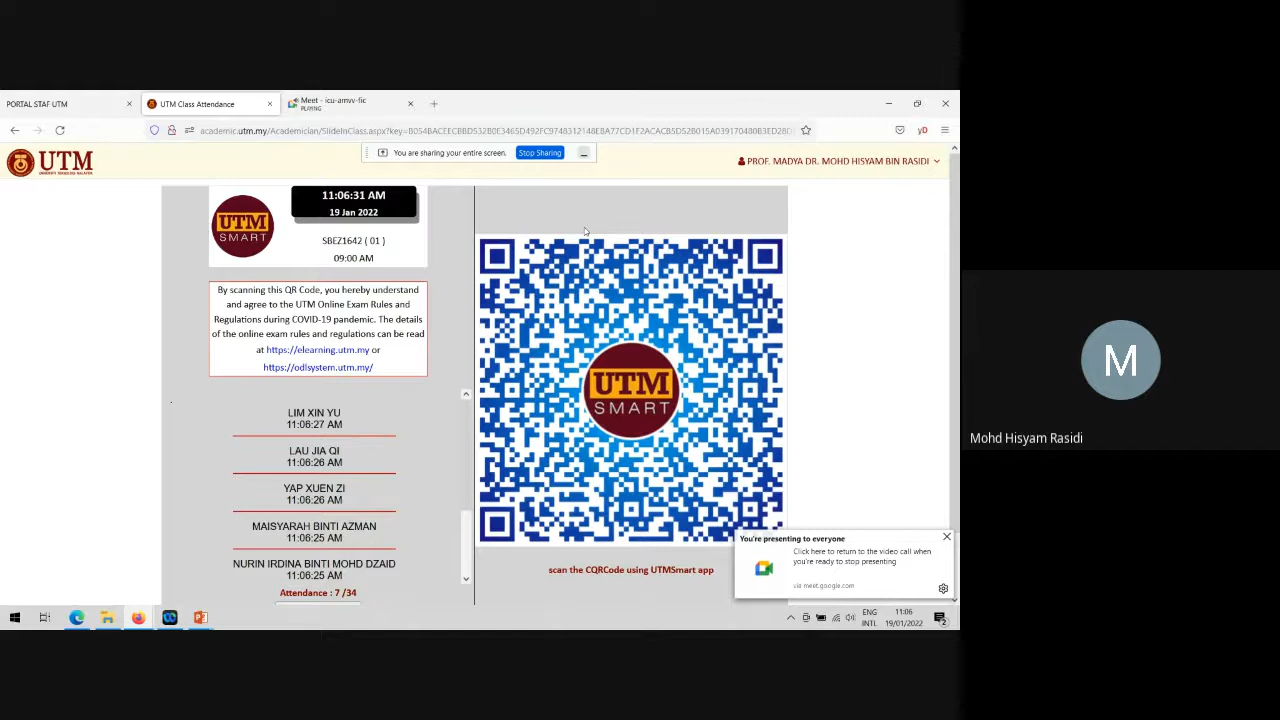 PORTAL STAF UTM
UTM Class Attendance
Meet - icu-amvv-fic
PLAYING
You are sharing your entire screen.
Stop Sharing
UTM
PROF. MADYA DR. MOHD HISYAM BIN RASIDI
11:06:31 AM
19 Jan 2022
UTM
SMART
SBEZ1642 ( 01 )
09:00 AM
By scanning this QR Code, you hereby understand
and agree to the UTM Online Exam Rules and
Regulations during COVID-19 pandemic. The details
of the online exam rules and regulations can be read
at https://elearning.utm.my or
https://odlsystem.utm.my/
LIM XIN YU
11:06:27 AM
LAU JIA QI
11:06:26 AM
YAP XUEN ZI
11:06:26 AM
MAISYARAH BINTI AZMAN
11:06:25 AM
NURIN IRDINA BINTI MOHD DZAID
11:06:25 AM
Attendance : 7 /34
UTM
SMART
scan the CQRCode using UTMSmart app
You're presenting to everyone
Click here to return to the video call when
you're ready to stop presenting
via meet.google.com
ENG
INTL
11:06
19/01/2022
M
Mohd Hisyam Rasidi